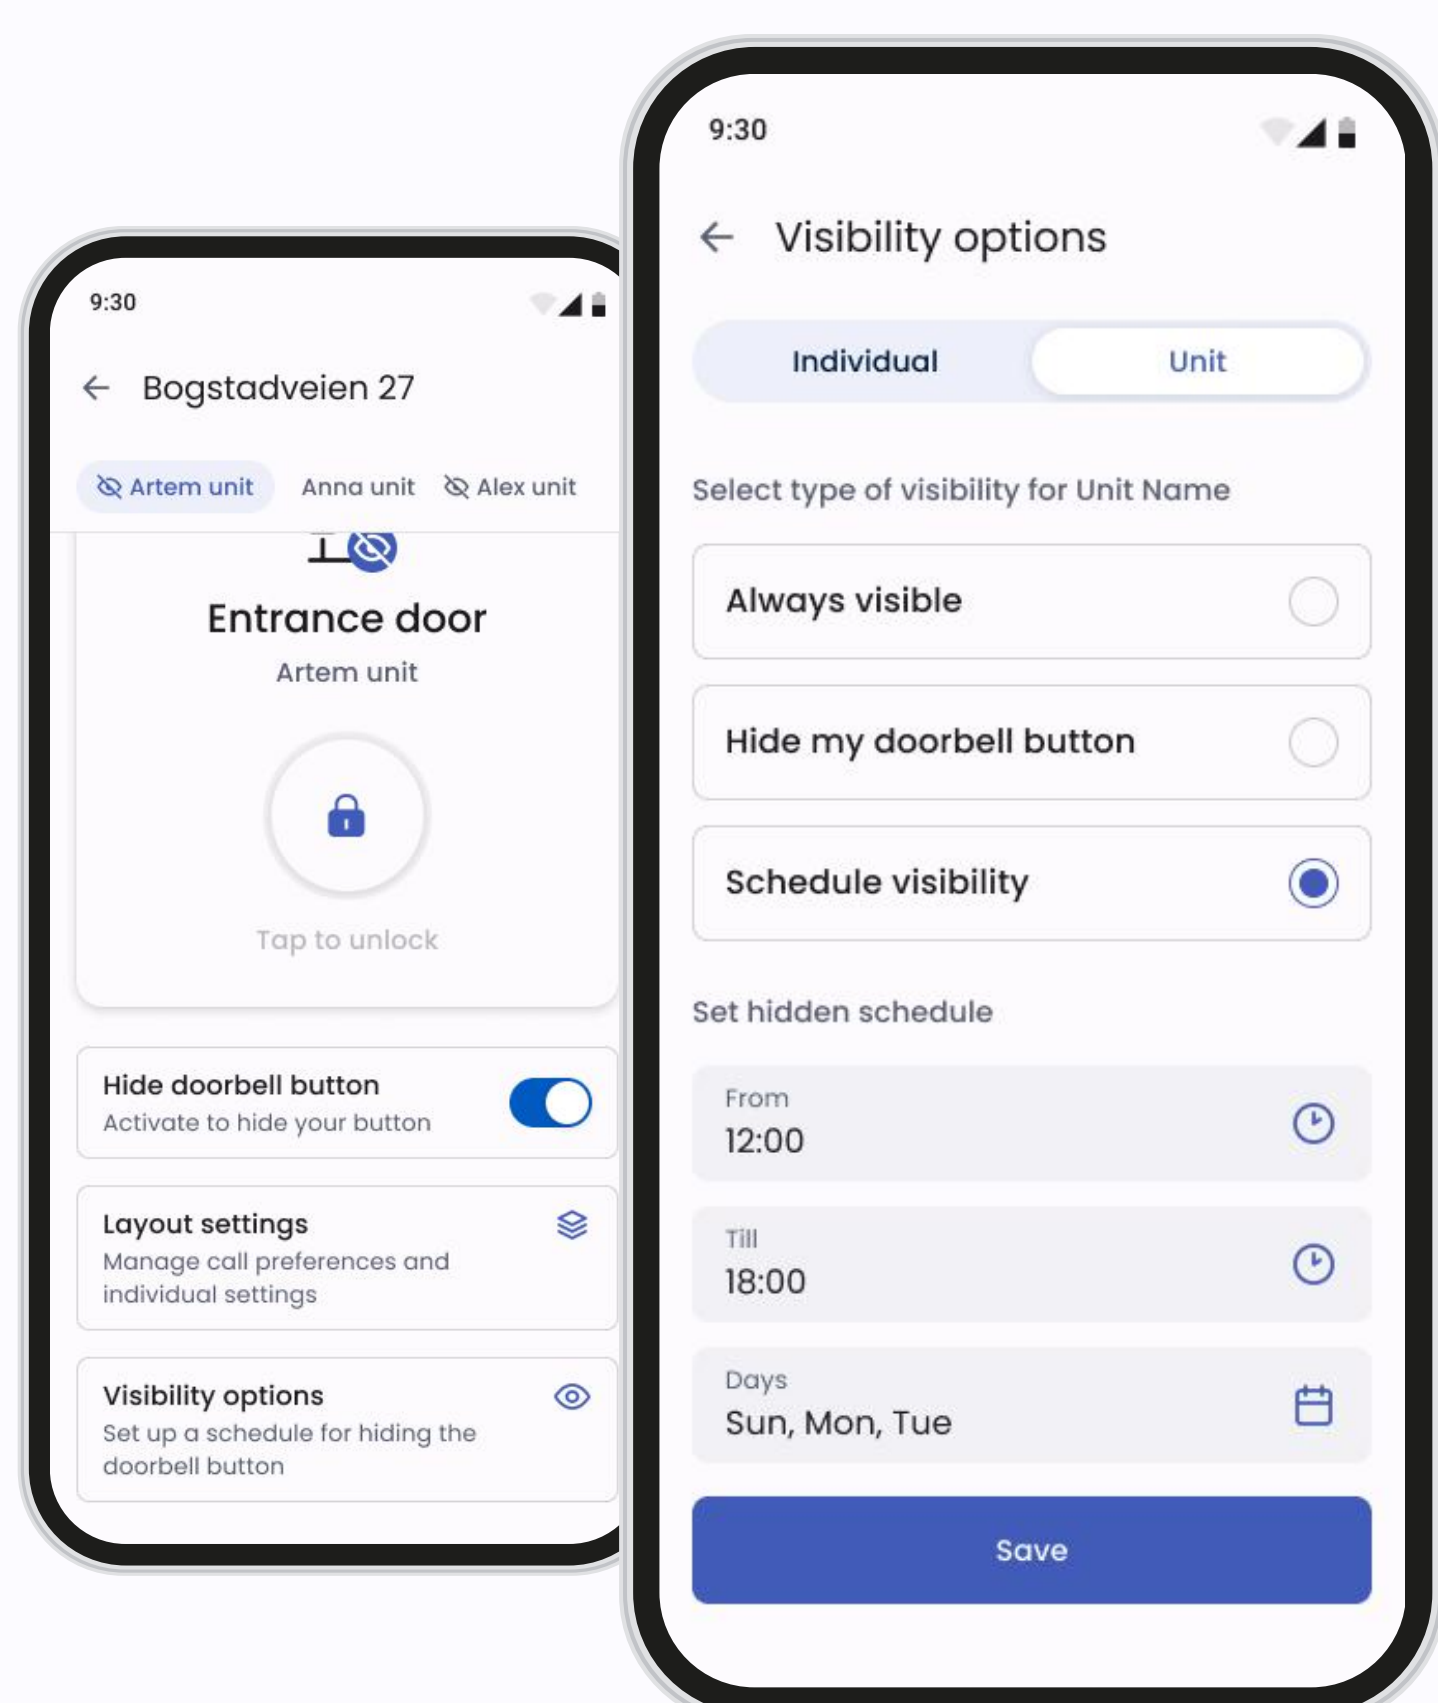 9:30
Bogstadveien 27
Artem unit Anna unit Alex unit
Entrance door
Artem unit
Tap to unlock
Hide doorbell button
Activate to hide your button
Layout settings
Manage call preferences and
individual settings
Visibility options
Set up a schedule for hiding the
doorbell button
9:30
Visibility options
Individual Unit
Select type of visibility for Unit Name
Always visible
Hide my doorbell button
Schedule visibility
Set hidden schedule
From
12:00
Till
18:00
Days
Sun, Mon, Tue
Save